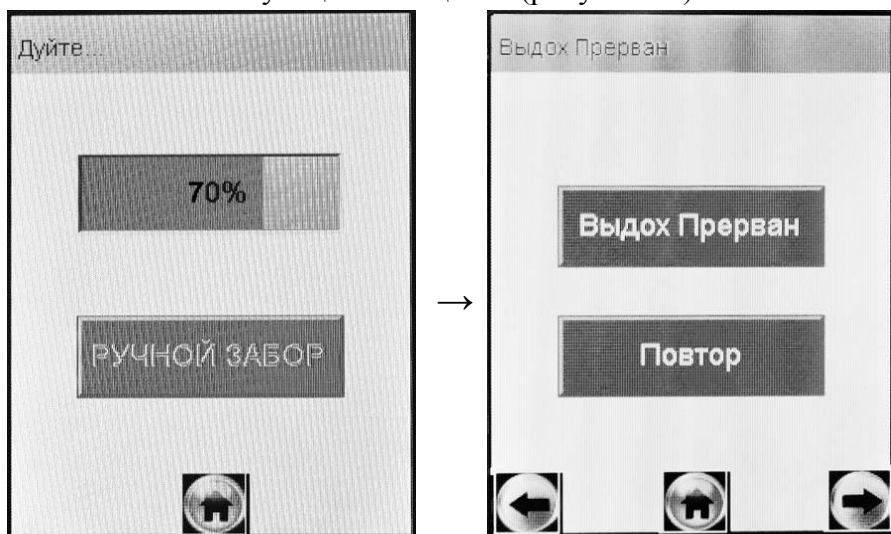 Дуйте...
70%
РУЧНОЙ ЗАБОР
→
Выдох Прерван
Выдох Прерван
Повтор